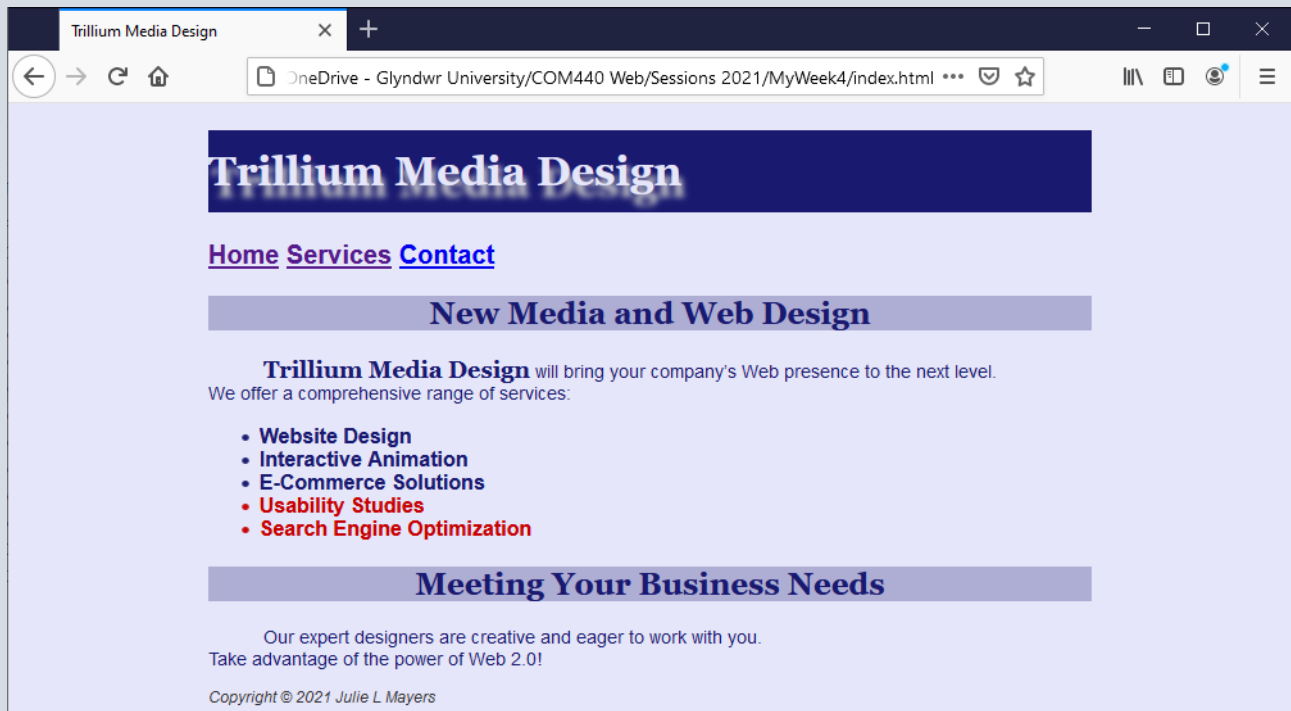 Trillium Media Design
OneDrive - Glyndwr University/COM440 Web/Sessions 2021/MyWeek4/index.html
Trillium Media Design
Home Services Contact
New Media and Web Design
Trillium Media Design will bring your company's Web presence to the next level.
We offer a comprehensive range of services:
• Website Design
• Interactive Animation
• E-Commerce Solutions
• Usability Studies
• Search Engine Optimization
Meeting Your Business Needs
Our expert designers are creative and eager to work with you.
Take advantage of the power of Web 2.0!
Copyright © 2021 Julie L Mayers